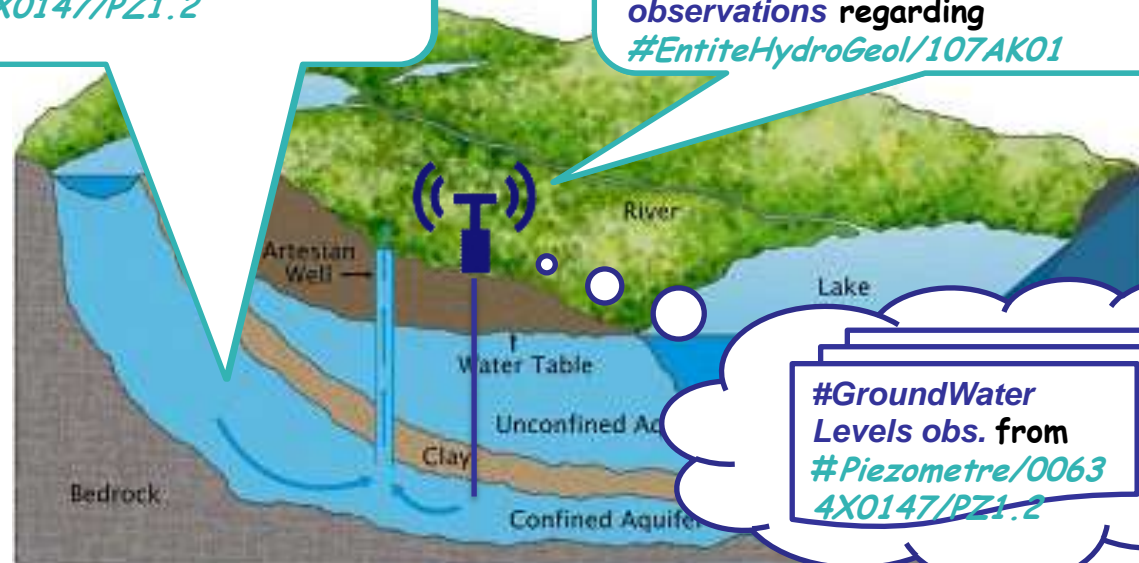 X0147/PZ1.2
observations regarding
#EntiteHydroGeol/107AK01
River
Artesian
Well
Lake
Water Table
#GroundWater
Levels obs. from
#Piezometre/0063
4X0147/PZ1.2
Unconfined Aq
Clay
Bedrock
Confined Aquife